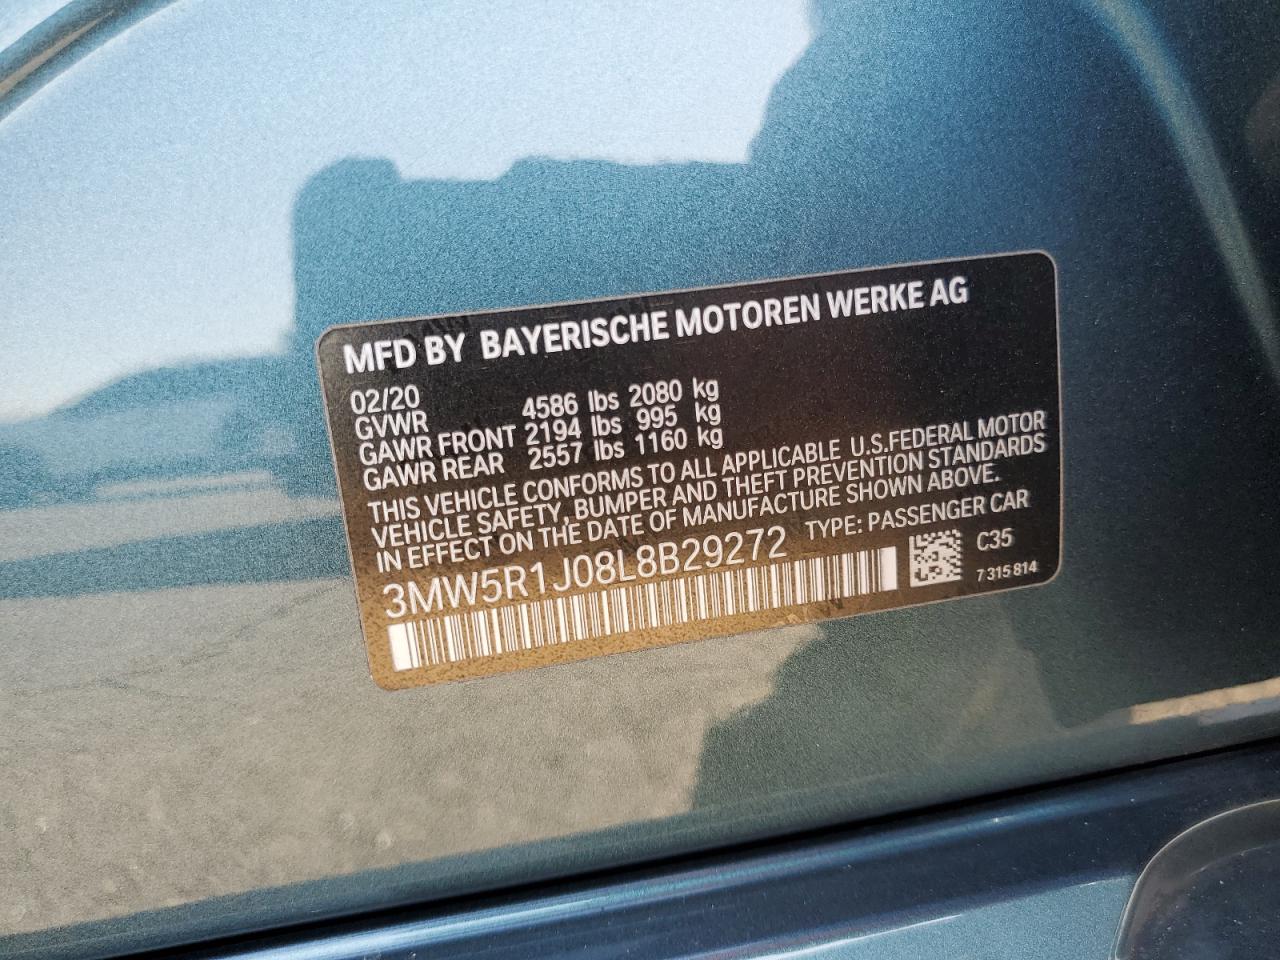 MFD BY BAYERISCHE MOTOREN WERKE AG
02/20
GVWR 4586 lbs 2080 kg
GAWR FRONT 2194 lbs 995 kg
GAWR REAR 2557 lbs 1160 kg
THIS VEHICLE CONFORMS TO ALL APPLICABLE U.S.FEDERAL MOTOR
VEHICLE SAFETY, BUMPER AND THEFT PREVENTION STANDARDS
IN EFFECT ON THE DATE OF MANUFACTURE SHOWN ABOVE.
3MW5R1J08L8B29272 TYPE: PASSENGER CAR
C35
7 315 814